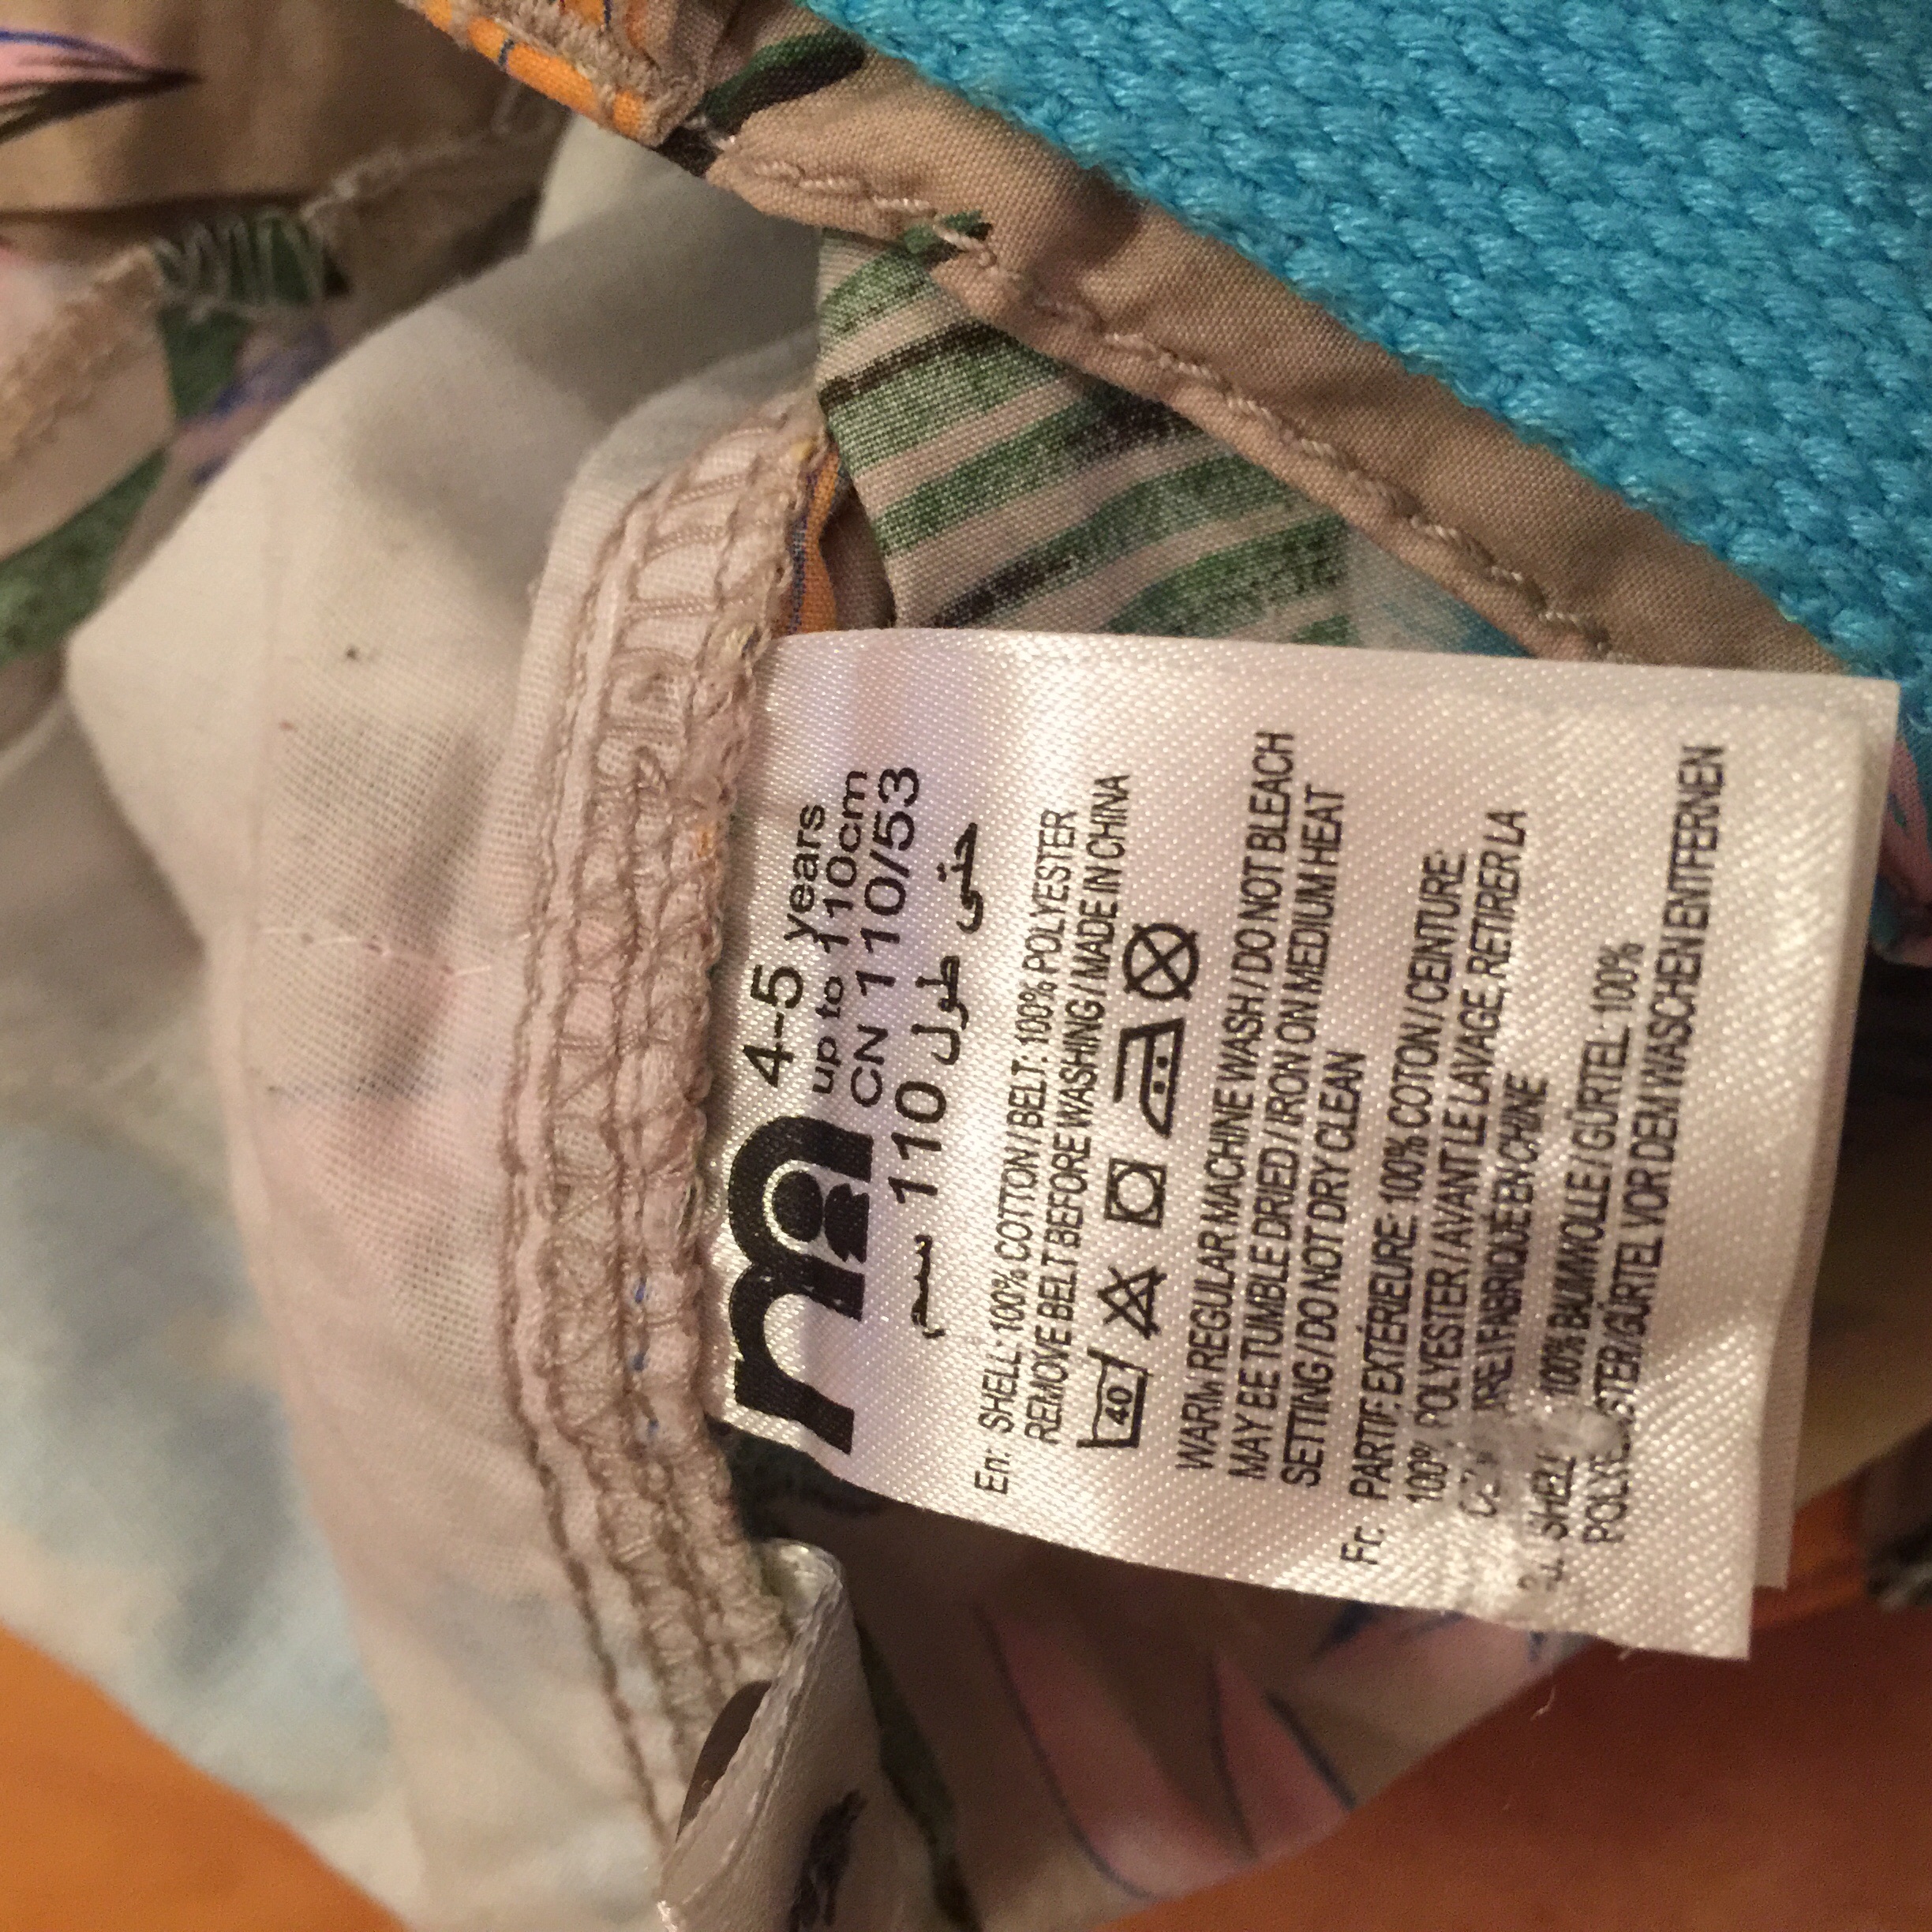 m
4-5 years
up to 110cm
CN 110/53
حتى طول 110 سم
En: SHELL: 100% COTTON / BELT: 100% POLYESTER
REMOVE BELT BEFORE WASHING / MADE IN CHINA
40
WARM REGULAR MACHINE WASH / DO NOT BLEACH
MAY BE TUMBLE DRIED / IRON ON MEDIUM HEAT
SETTING / DO NOT DRY CLEAN
Fr: PARTIE EXTÉRIEURE: 100% COTON / CEINTURE:
100% POLYESTER / AVANT LE LAVAGE, RETIRER LA
FABRIQUÉ EN CHINE
SHELL 100% BAUMWOLLE / GÜRTEL: 100%
POLYESTER/GÜRTEL VOR DEM WASCHEN ENTFERNEN